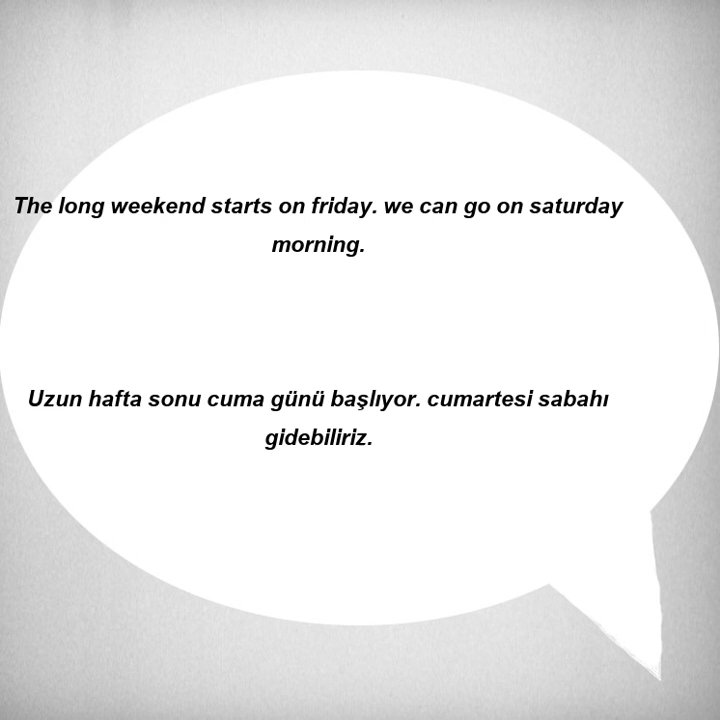 The long weekend starts on friday. we can go on saturday
morning.
Uzun hafta sonu cuma günü başlıyor. cumartesi sabahı
gidebiliriz.